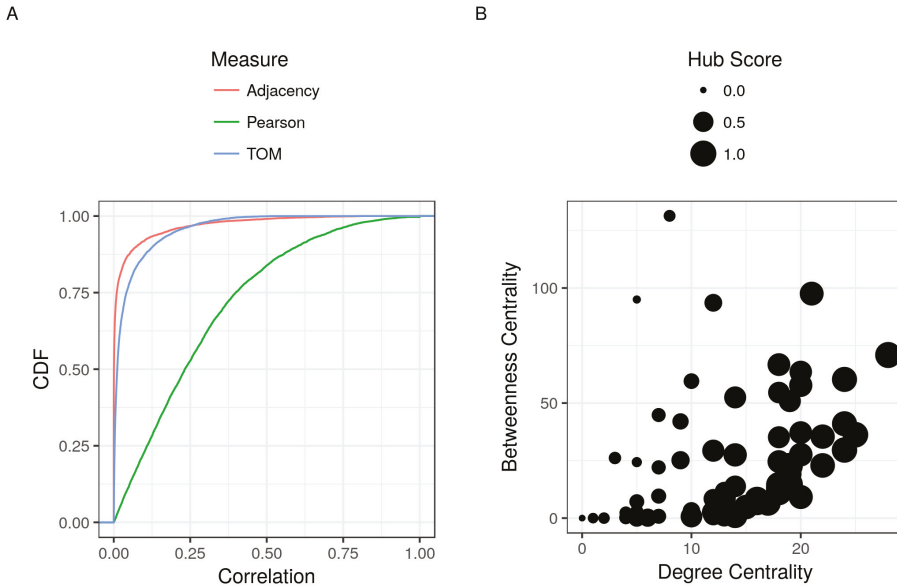 A
B
Measure
Adjacency
Pearson
TOM
Hub Score
0.0
0.5
1.0
1.00
0.75
0.50
0.25
0.00
CDF
0.00 0.25 0.50 0.75 1.00
Correlation
100
50
0
Betweenness Centrality
0 10 20
Degree Centrality